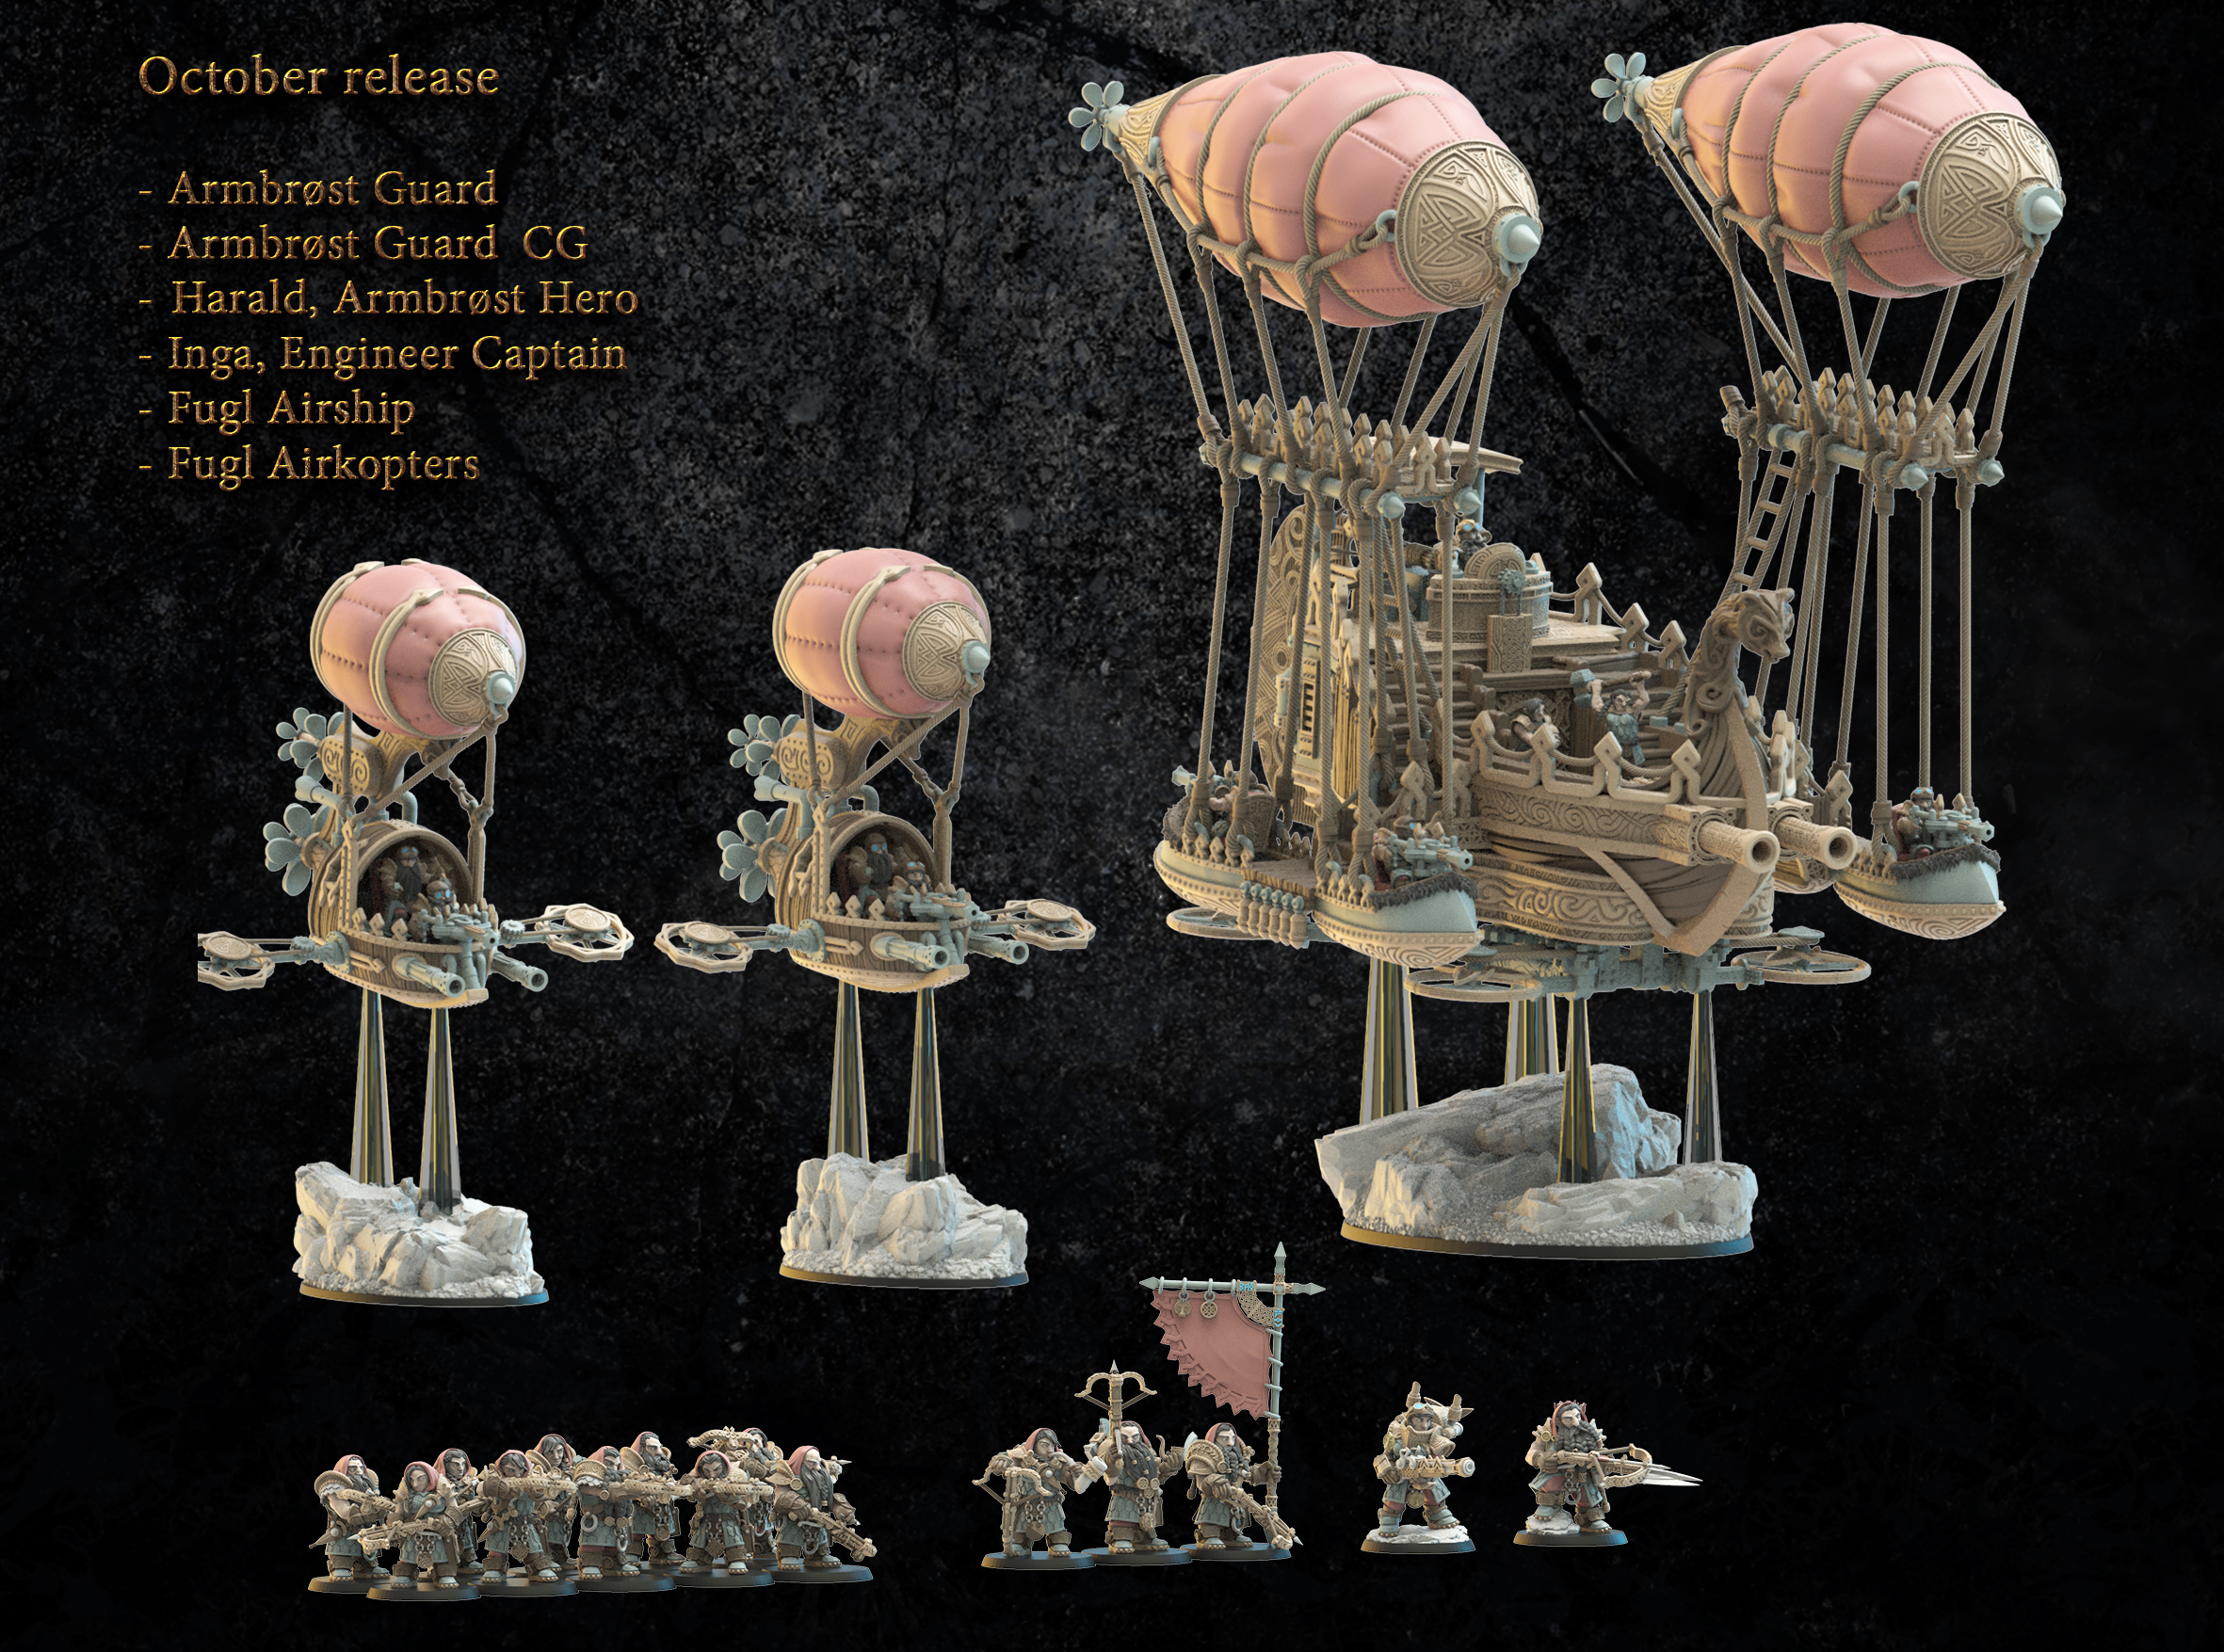 October release
- Armbrøst Guard
- Armbrøst Guard CG
- Harald, Armbrøst Hero
- Inga, Engineer Captain
- Fugl Airship
- Fugl Airkopters